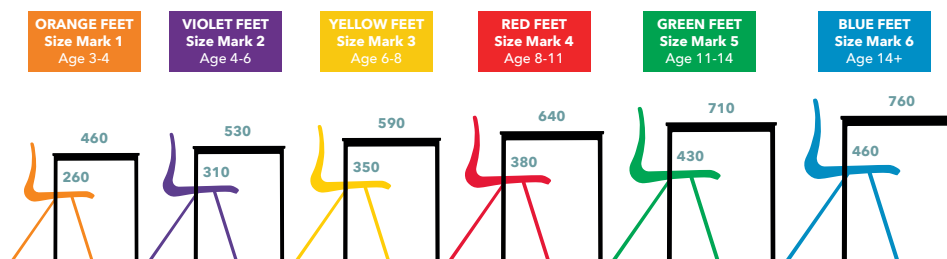 ORANGE FEET
Size Mark 1
Age 3-4
VIOLET FEET
Size Mark 2
Age 4-6
YELLOW FEET
Size Mark 3
Age 6-8
RED FEET
Size Mark 4
Age 8-11
GREEN FEET
Size Mark 5
Age 11-14
BLUE FEET
Size Mark 6
Age 14+
460
260
530
310
590
350
640
380
710
430
760
460